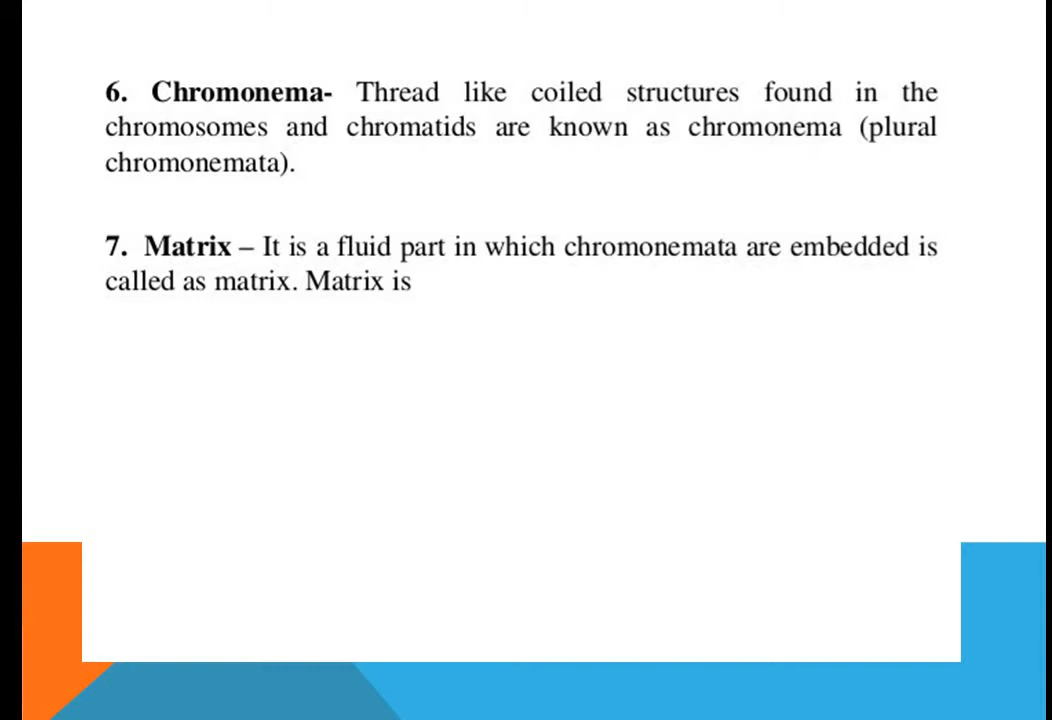 6. Chromonema- Thread like coiled structures found in the
chromosomes and chromatids are known as chromonema (plural
chromonemata).
7. Matrix – It is a fluid part in which chromonemata are embedded is
called as matrix. Matrix is